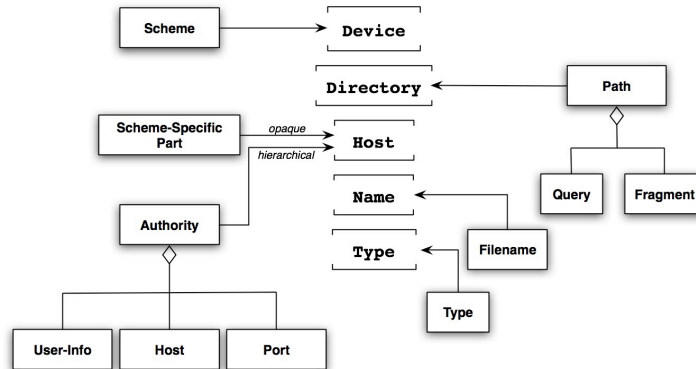 Scheme
Device
Directory
Path
Scheme-Specific
Part
opaque
hierarchical
Host
Query
Fragment
Name
Authority
Filename
Type
Type
User-Info
Host
Port